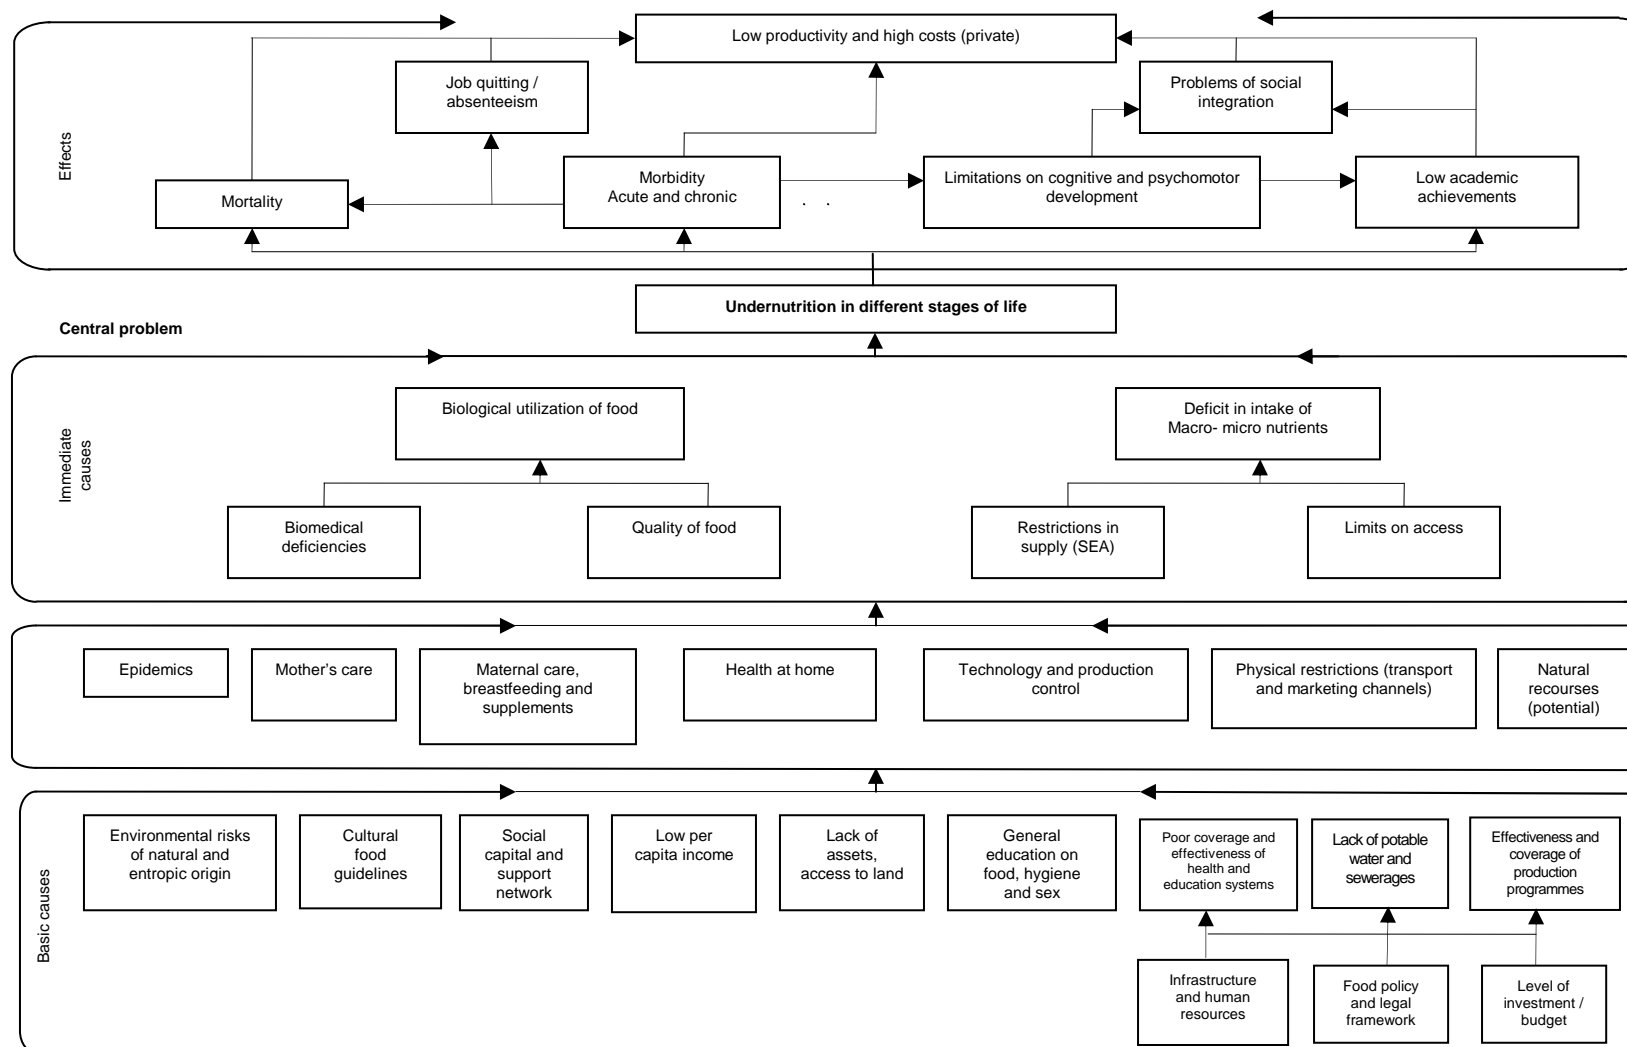 Low productivity and high costs (private)
Job quitting /
absenteeism
Problems of social
integration
Effects
Mortality
Morbidity
Acute and chronic
. .
Limitations on cognitive and psychomotor
development
Low academic
achievements
Undernutrition in different stages of life
Central problem
Immediate
causes
Biological utilization of food
Deficit in intake of
Macro- micro nutrients
Biomedical
deficiencies
Quality of food
Restrictions in
supply (SEA)
Limits on access
Epidemics
Mother’s care
Maternal care,
breastfeeding and
supplements
Health at home
Technology and production
control
Physical restrictions (transport
and marketing channels)
Natural
recourses
(potential)
Basic causes
Environmental risks
of natural and
entropic origin
Cultural
food
guidelines
Social
capital and
support
network
Low per
capita income
Lack of
assets,
access to land
General
education on
food, hygiene
and sex
Poor coverage and
effectiveness of
health and
education systems
Lack of potable
water and
sewerages
Effectiveness and
coverage of
production
programmes
Infrastructure
and human
resources
Food policy
and legal
framework
Level of
investment /
budget